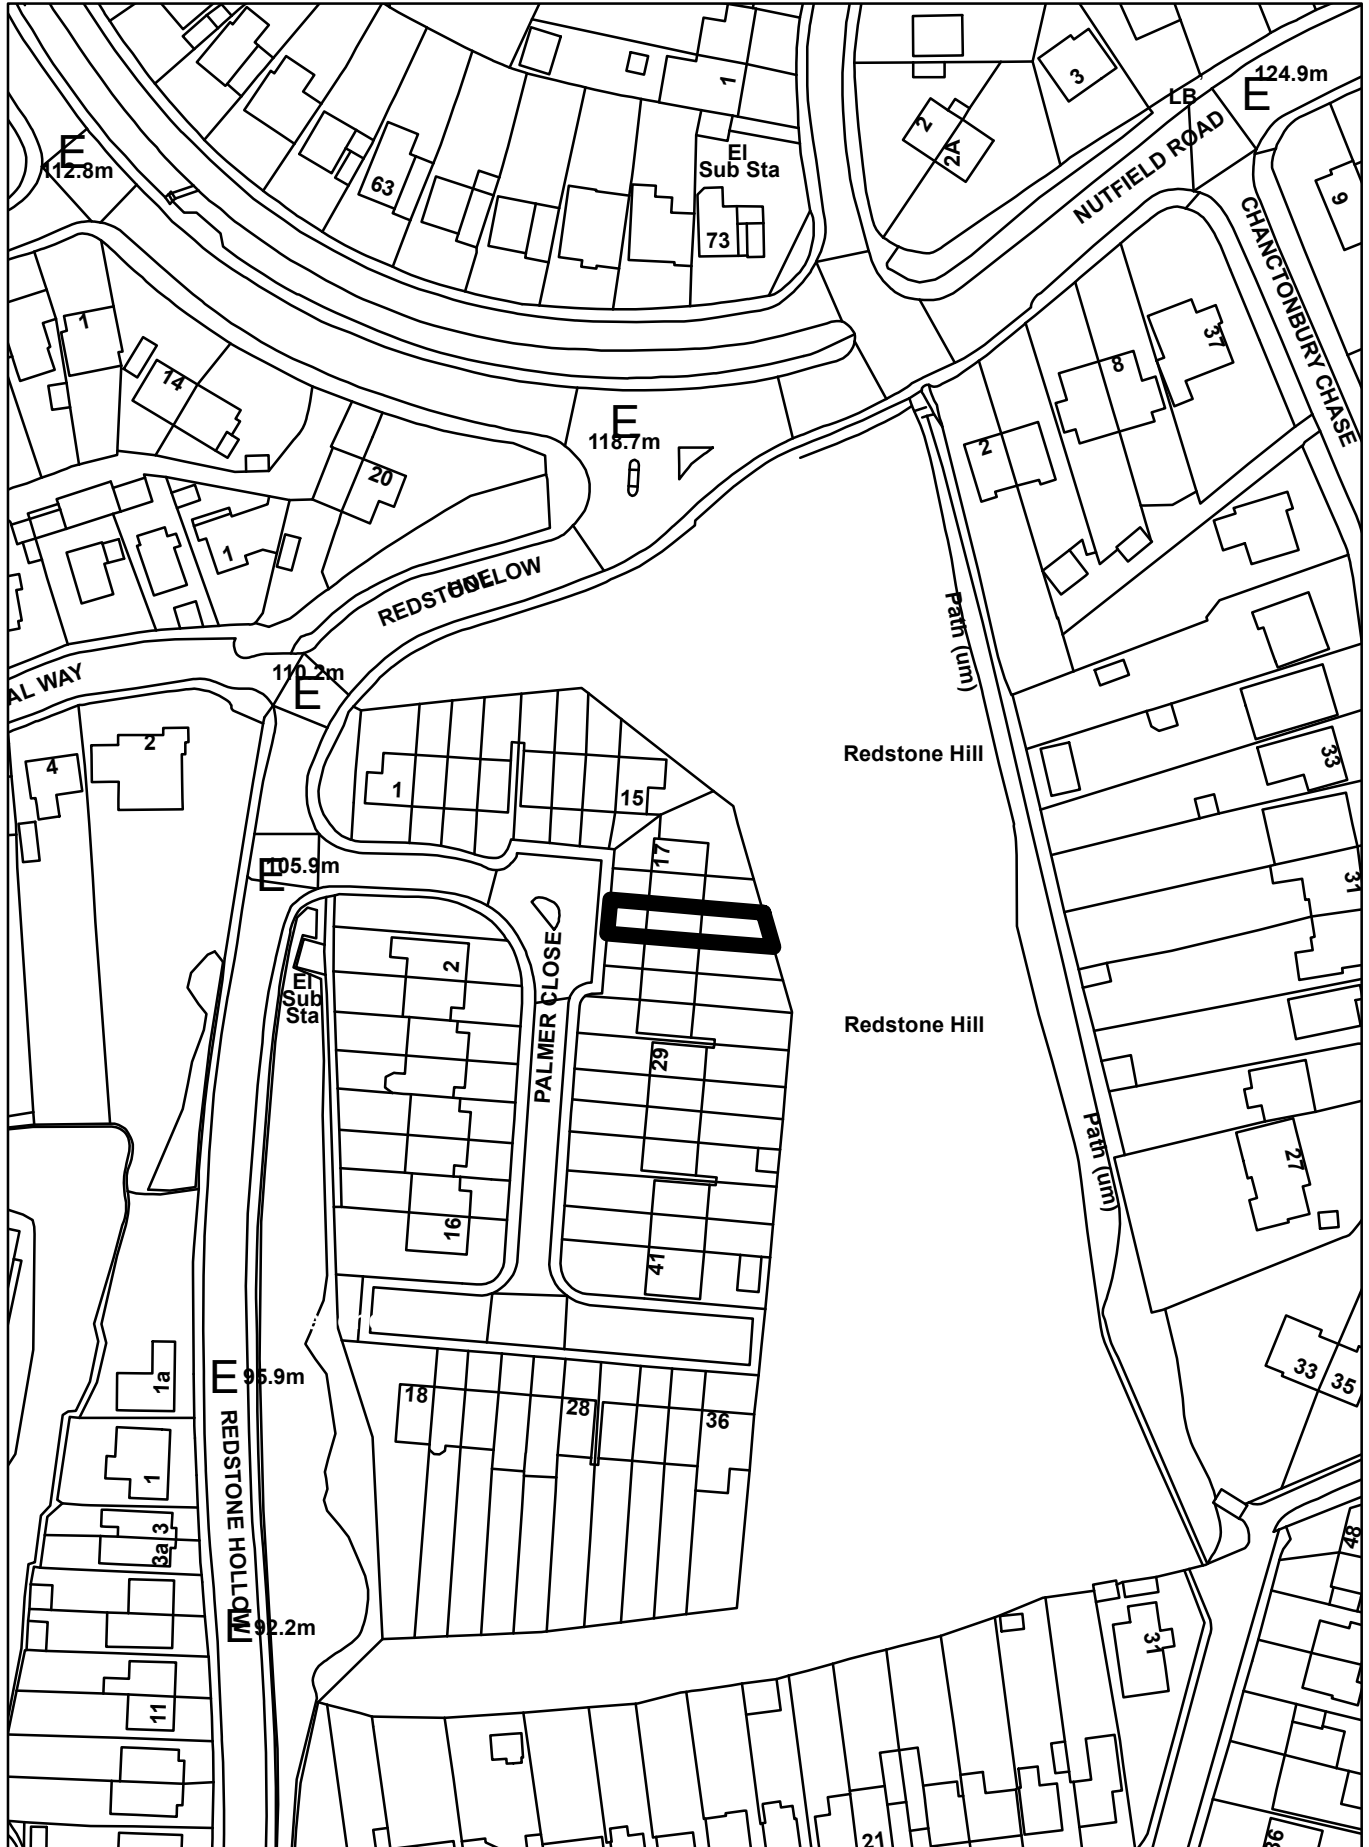 1
3
124.9m
LB
E
E
112.8m
2
2A
NUTFIELD ROAD
El
Sub Sta
63
73
9
CHANCTONBURY CHASE
1
14
37
8
2
E
118.7m
20
1
REDSTONE HOLLOW
Path (um)
110.2m
E
AL WAY
2
4
1
15
Redstone Hill
33
17
31
105.9m
E
2
El
Sub
Sta
PALMER CLOSE
Redstone Hill
29
Path (um)
27
16
41
E
95.9m
1a
18
28
36
33
35
REDSTONE HOLLOW
1
3
3a
48
E
92.2m
11
31
21
36